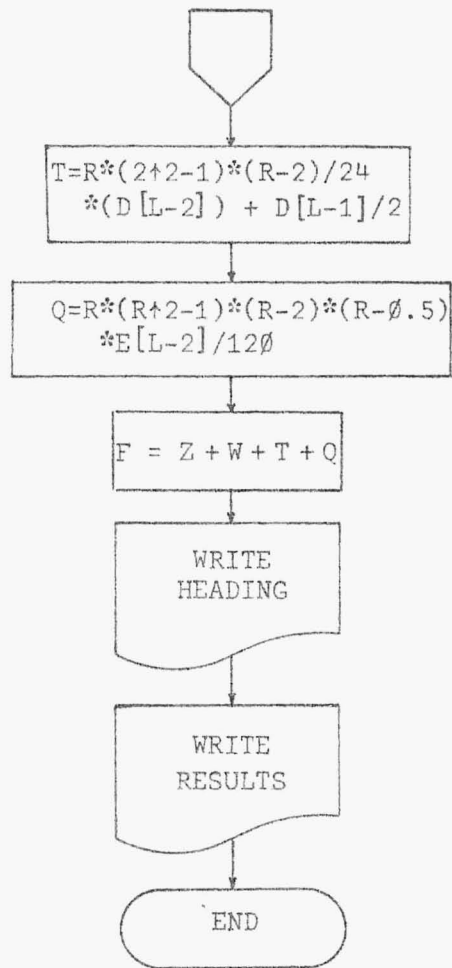 T=R*(2↑2-1)*(R-2)/24
*(D[L-2]) + D[L-1]/2
Q=R*(R↑2-1)*(R-2)*(R-Ø.5)
*E[L-2]/12Ø
F = Z+W+T+Q
WRITE
HEADING
WRITE
RESULTS
END